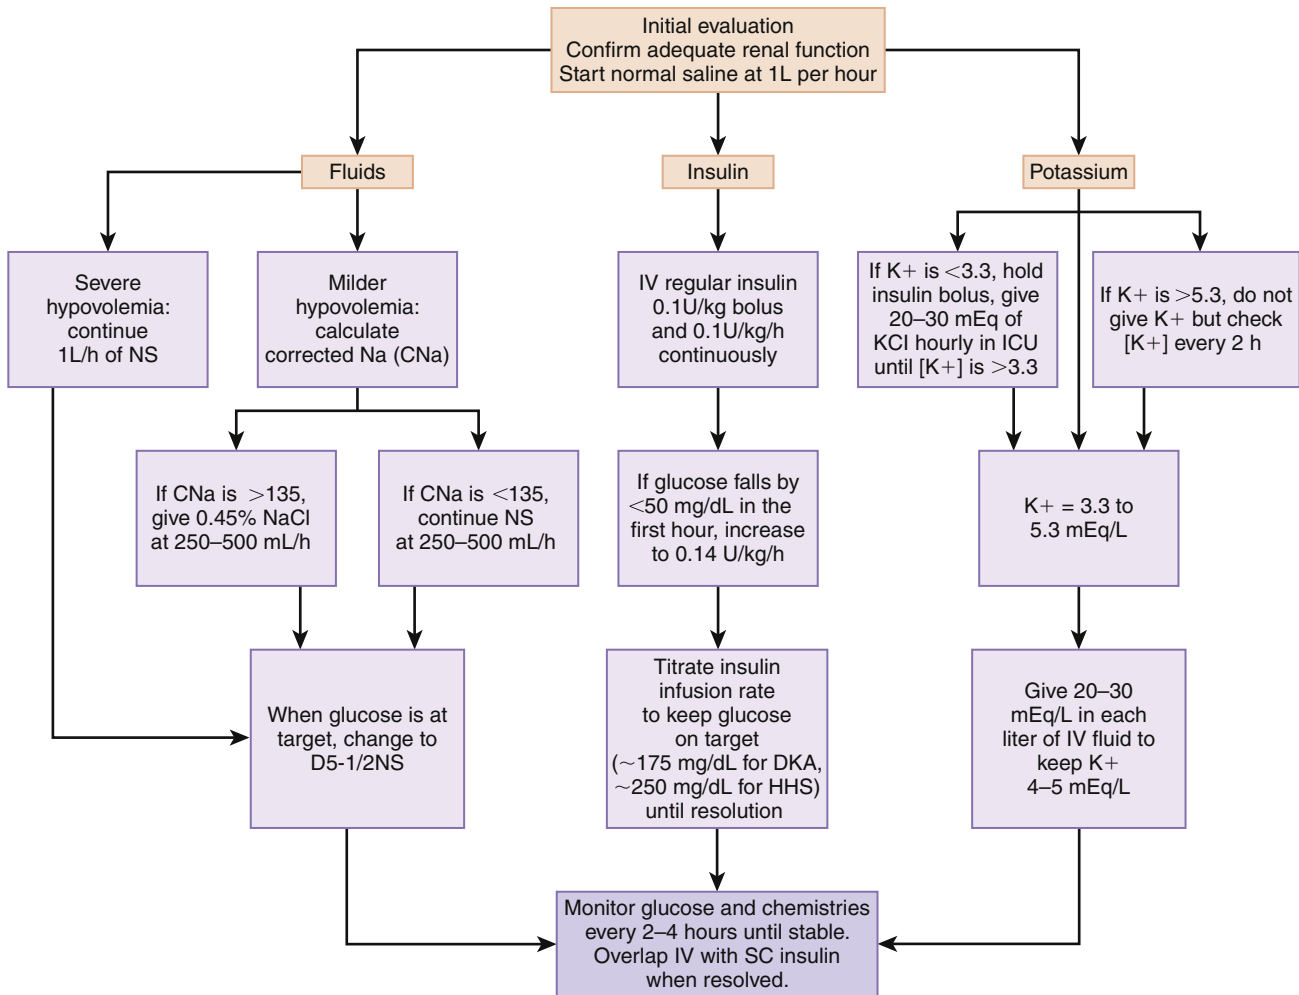 Initial evaluation
Confirm adequate renal function
Start normal saline at 1L per hour
Fluids
Insulin
Potassium
Severe
hypovolemia:
continue
1L/h of NS
Milder
hypovolemia:
calculate
corrected Na (CNa)
IV regular insulin
0.1U/kg bolus
and 0.1U/kg/h
continuously
If K+ is <3.3, hold
insulin bolus, give
20–30 mEq of
KCI hourly in ICU
until [K+] is >3.3
If K+ is >5.3, do not
give K+ but check
[K+] every 2 h
If CNa is >135,
give 0.45% NaCl
at 250–500 mL/h
If CNa is <135,
continue NS
at 250–500 mL/h
If glucose falls by
<50 mg/dL in the
first hour, increase
to 0.14 U/kg/h
K+ = 3.3 to
5.3 mEq/L
When glucose is at
target, change to
D5-1/2NS
Titrate insulin
infusion rate
to keep glucose
on target
(~175 mg/dL for DKA,
~250 mg/dL for HHS)
until resolution
Give 20–30
mEq/L in each
liter of IV fluid to
keep K+
4–5 mEq/L
Monitor glucose and chemistries
every 2–4 hours until stable.
Overlap IV with SC insulin
when resolved.